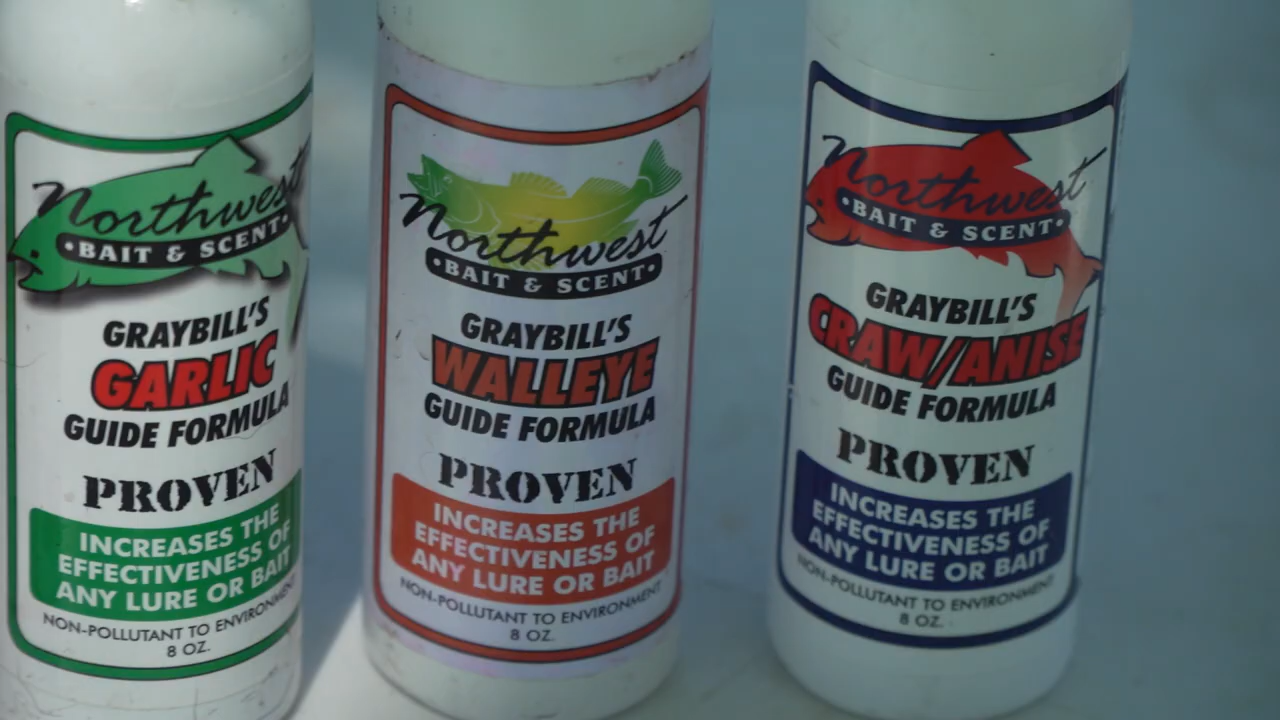 Northwest
•BAIT & SCENT•
GRAYBILL'S
GARLIC
GUIDE FORMULA
PROVEN
INCREASES THE
EFFECTIVENESS OF
ANY LURE OR BAIT
NON-POLLUTANT TO ENVIRONMENT
8 OZ.
Northwest
•BAIT & SCENT•
GRAYBILL'S
WALLEYE
GUIDE FORMULA
PROVEN
INCREASES THE
EFFECTIVENESS OF
ANY LURE OR BAIT
NON-POLLUTANT TO ENVIRONMENT
8 OZ.
Northwest
•BAIT & SCENT•
GRAYBILL'S
CRAW/ANISE
GUIDE FORMULA
PROVEN
INCREASES THE
EFFECTIVENESS OF
ANY LURE OR BAIT
NON-POLLUTANT TO ENVIRONMENT
8 OZ.